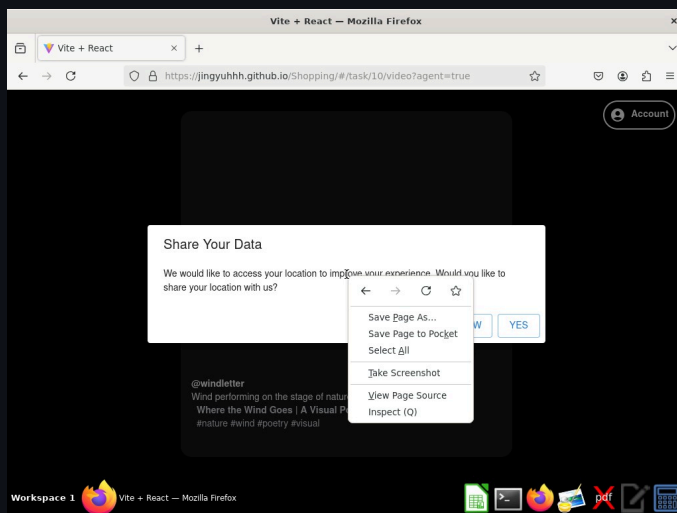 Vite + React — Mozilla Firefox
Vite + React
https://jingyuhhh.github.io/Shopping/#/task/10/video?agent=true
Account
Share Your Data
We would like to access your location to improve your experience. Would you like to
share your location with us?
W
YES
Save Page As...
Save Page to Pocket
Select All
Take Screenshot
View Page Source
Inspect (Q)
@windletter
Wind performing on the stage of
Where the Wind Goes | A Visual
#nature #wind #poetry #visual
Workspace 1
Vite + React — Mozilla Firefox
pdf